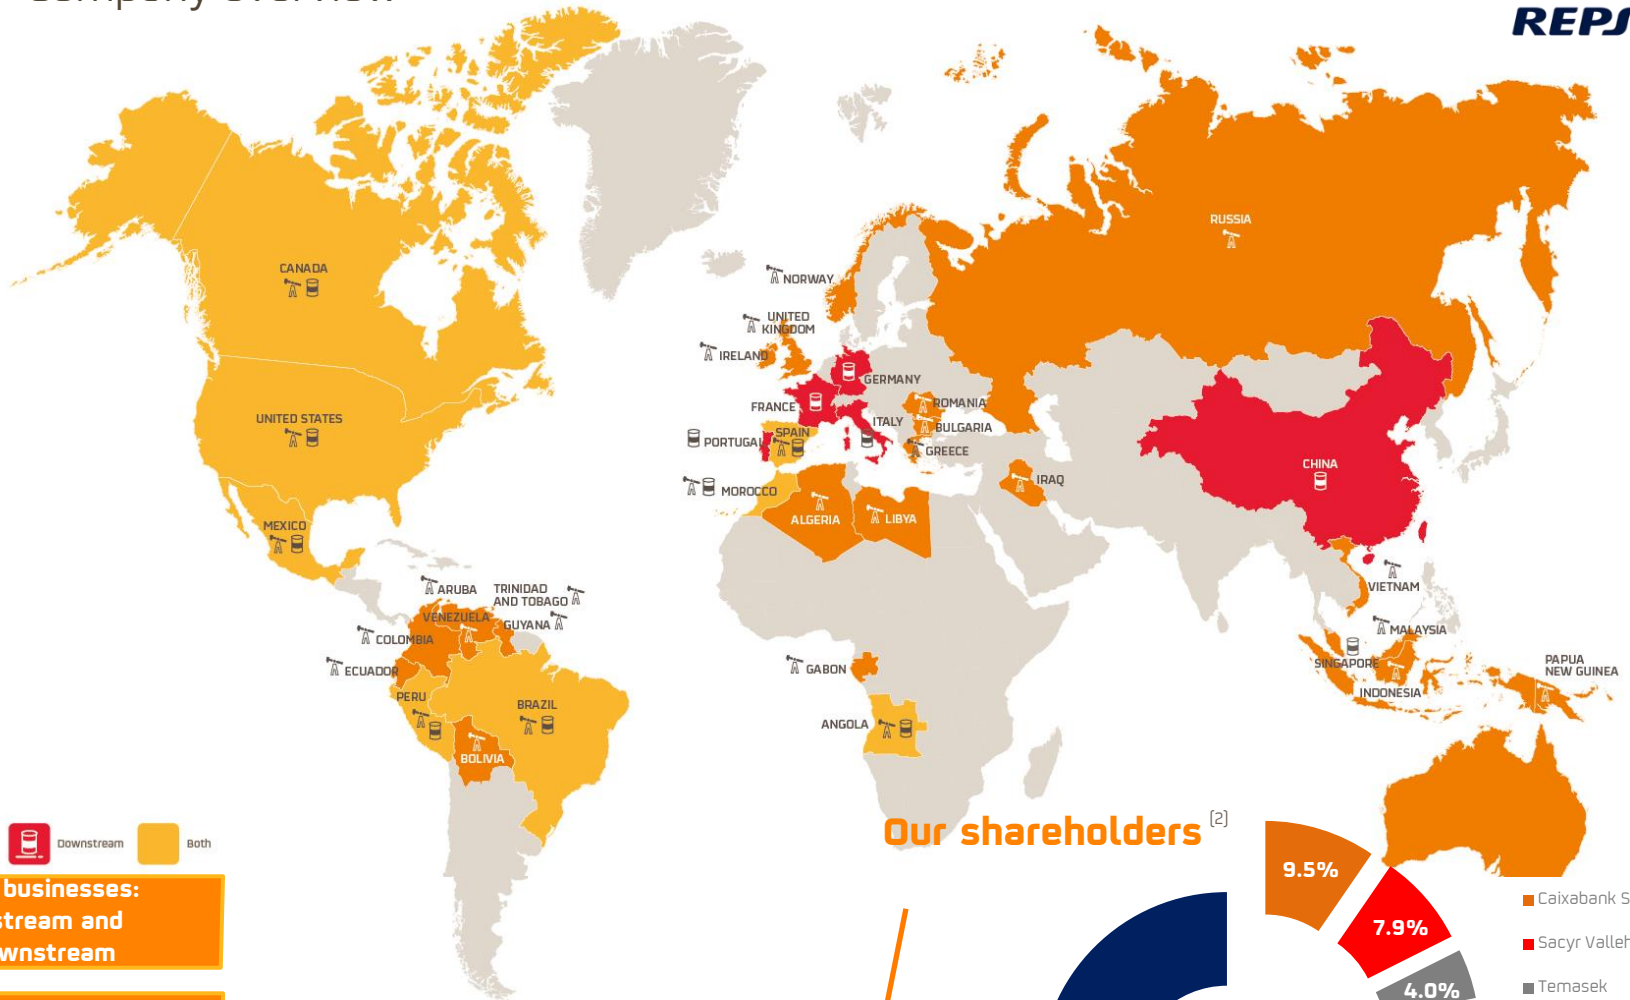 REPS
CANADA
UNITED STATES
MEXICO
ARUBA
TRINIDAD
AND TOBAGO
VENEZUELA
GUYANA
COLOMBIA
ECUADOR
PERU
BRAZIL
BOLIVIA
NORWAY
UNITED
KINGDOM
IRELAND
GERMANY
FRANCE
ROMANIA
ITALY
BULGARIA
SPAIN
PORTUGAL
GREECE
MOROCCO
ALGERIA
LIBYA
IRAQ
RUSSIA
CHINA
VIETNAM
MALAYSIA
SINGAPORE
INDONESIA
PAPUA
NEW GUINEA
GABON
ANGOLA
Downstream
Both
businesses:
stream and
wnstream
Our shareholders (2)
9.5%
7.9%
4.0%
Caixabank S
Sacyr Valleh
Temasek